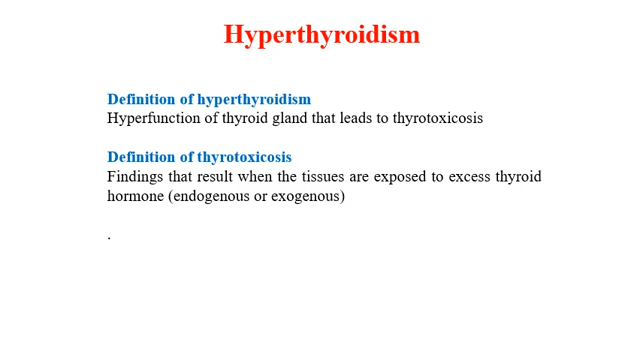 Hyperthyroidism
Definition of hyperthyroidism
Hyperfunction of thyroid gland that leads to thyrotoxicosis
Definition of thyrotoxicosis
Findings that result when the tissues are exposed to excess thyroid
hormone (endogenous or exogenous)
.